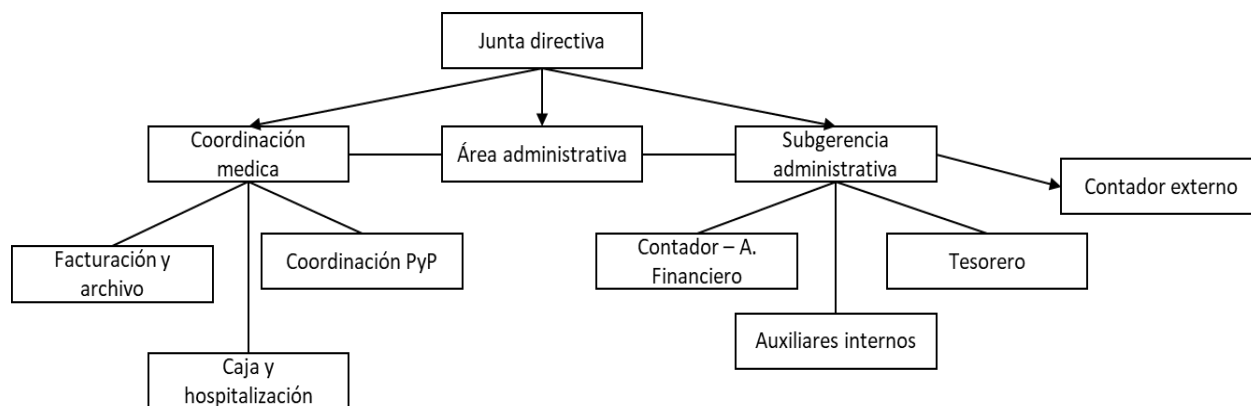 Junta directiva
Coordinación
medica
Área administrativa
Subgerencia
administrativa
Contador externo
Facturación y
archivo
Coordinación PyP
Contador – A.
Financiero
Tesorero
Auxiliares internos
Caja y
hospitalización